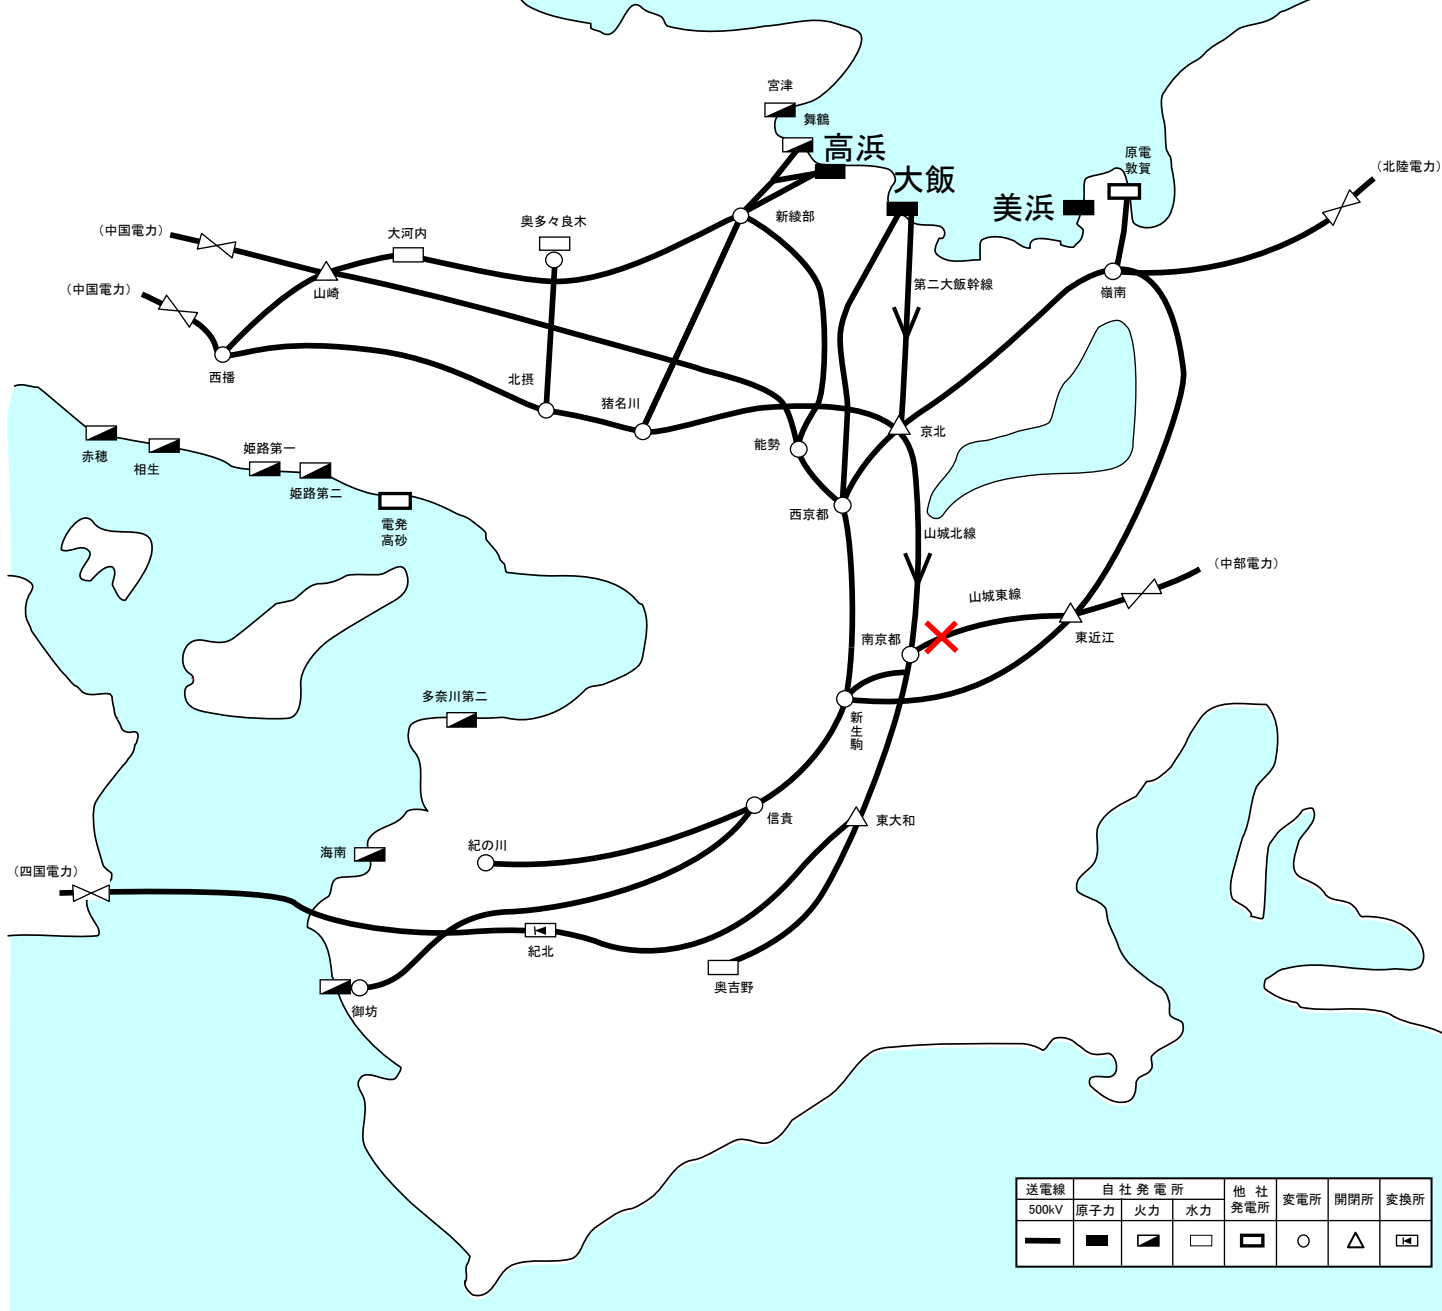 宮津
舞鶴
高浜
大飯
原電
敦賀
美浜
(北陸電力)
新綾部
奥多々良木
大河内
(中国電力)
山崎
(中国電力)
第二大飯幹線
嶺南
西播
北摂
猪名川
京北
能勢
赤穂
相生
姫路第一
姫路第二
西京都
電発
高砂
山城北線
(中部電力)
山城東線
南京都
東近江
多奈川第二
新
生
駒
信貴
東大和
紀の川
海南
(四国電力)
紀北
奥吉野
御坊
送電線 自社発電所 他社 変電所 開閉所 変換所
500kV 原子力 火力 水力 発電所